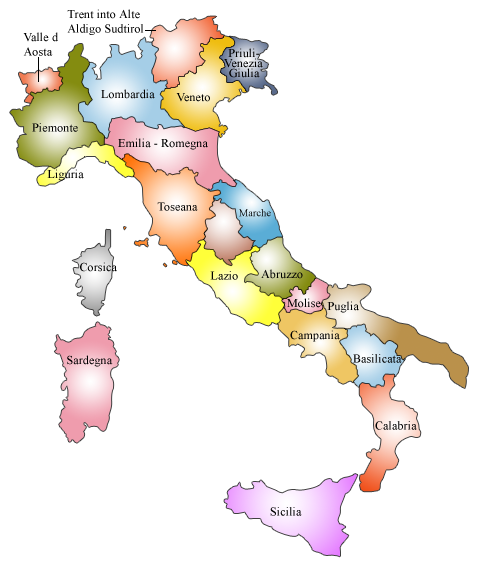 Trent into Alte
Aldigo Sudtirol
Valle d
Aosta
Priuli-
Venezia
Giulia
Lombardia
Veneto
Piemonte
Emilia - Romegna
Liguria
Toseana
Marche
Corsica
Lazio
Abruzzo
Molise
Puglia
Campania
Sardegna
Basilicata
Calabria
Sicilia